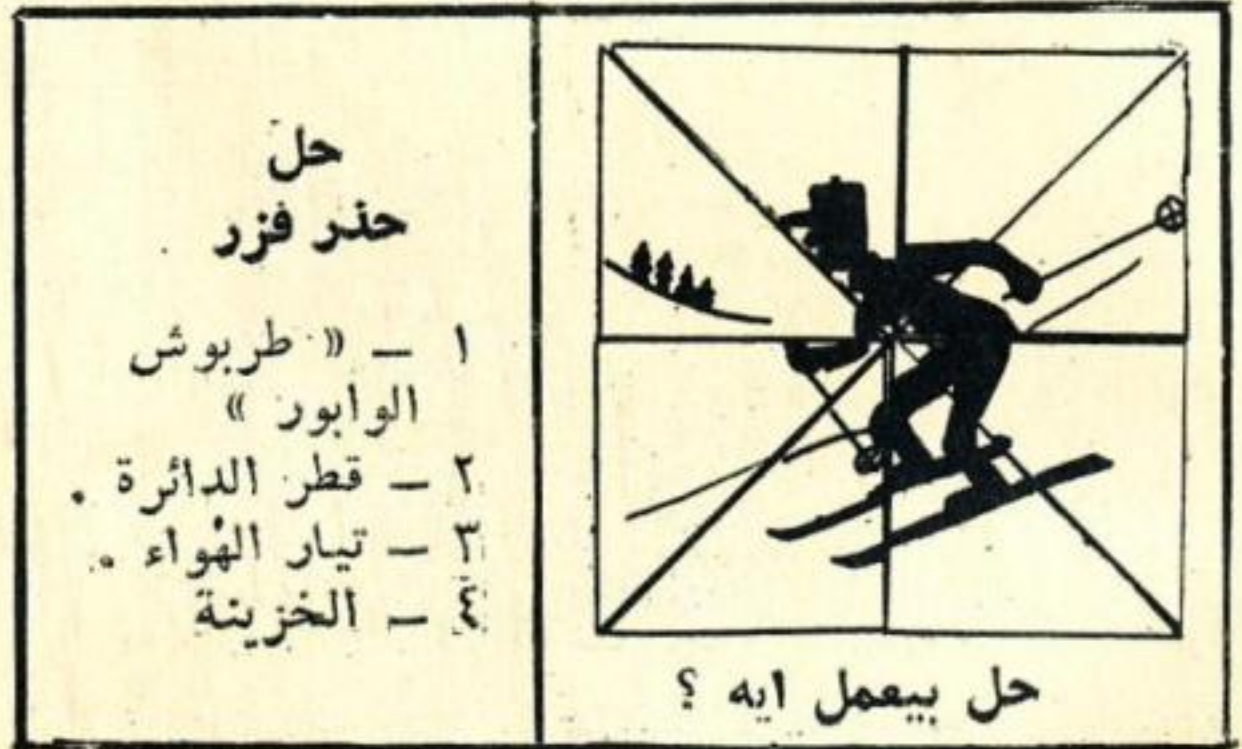 حل
حذر فزر
١ – « طربوش
الوابور »
٢ – قطر الدائرة .
٣ – تيار الهواء .
٤ – الخزينة
حل بيعمل ايه ؟